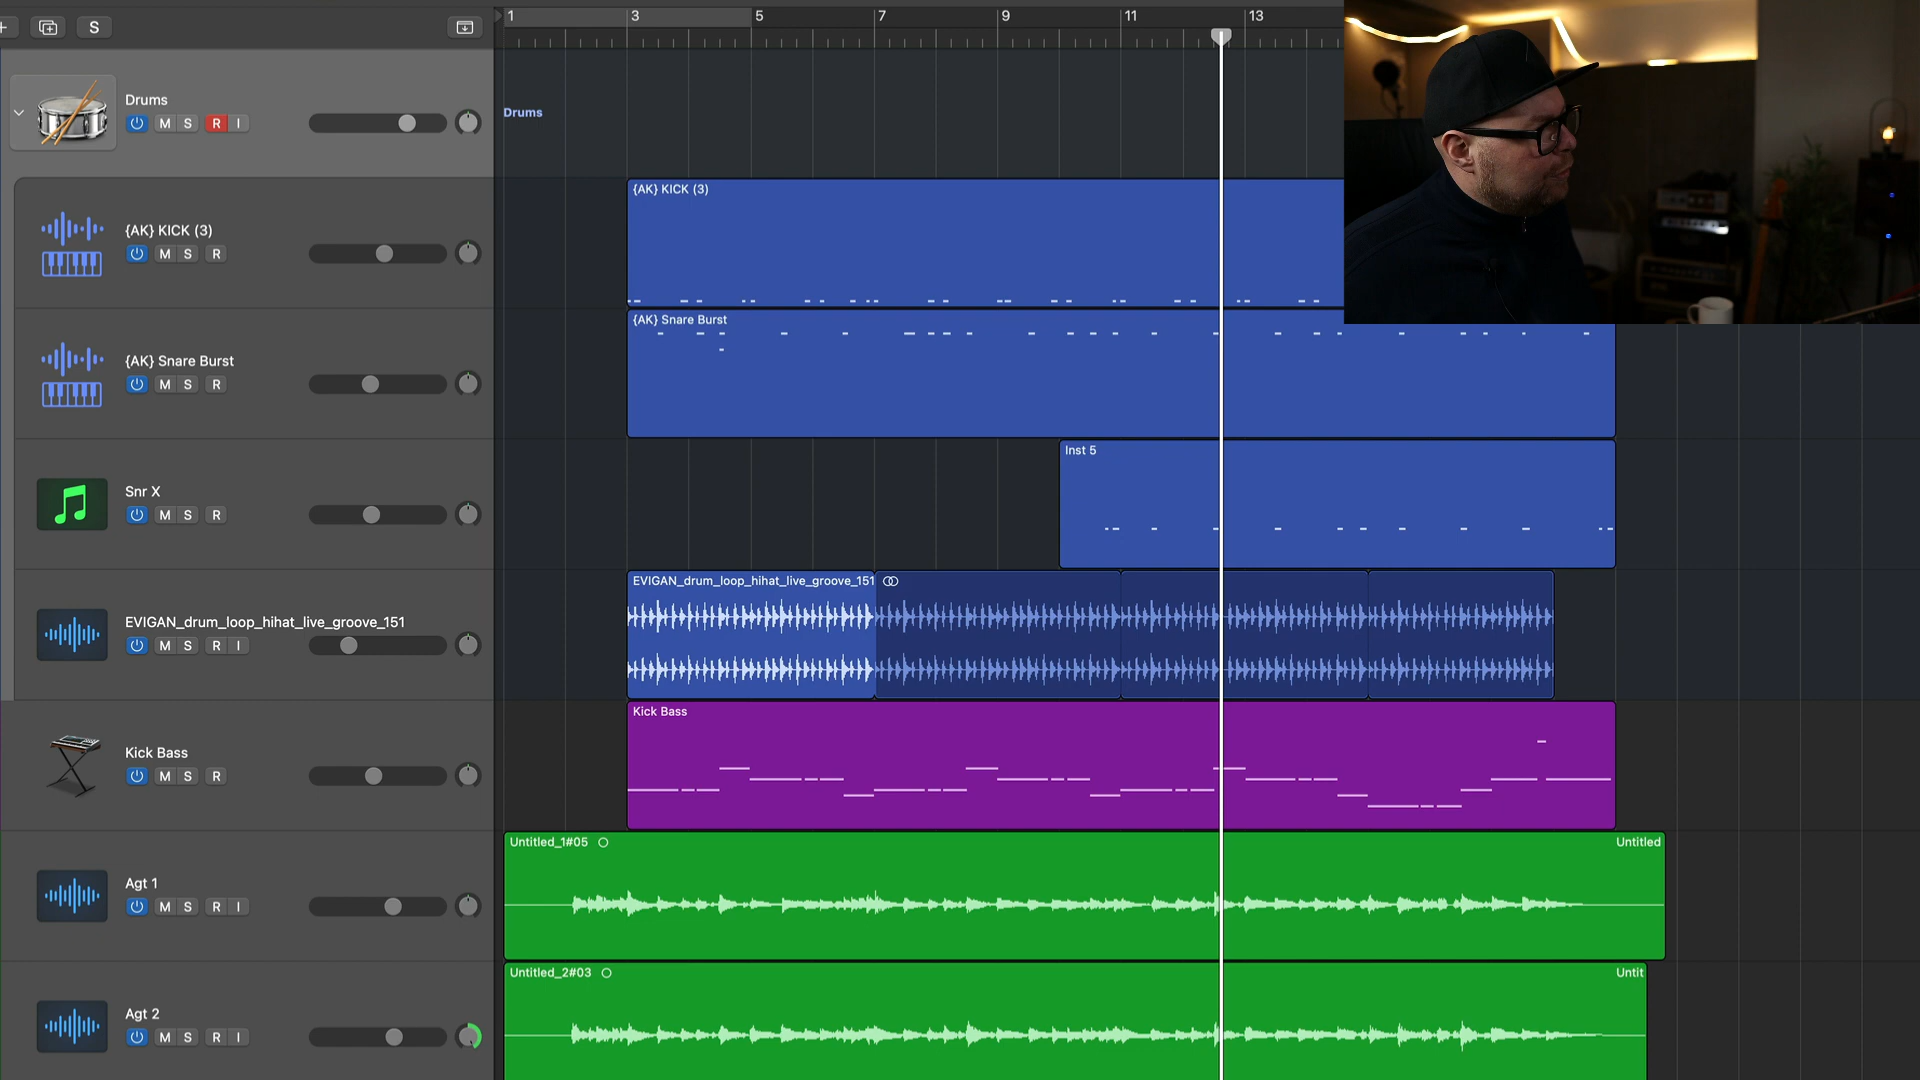 + S
1 3 5 7 9 11 13
Drums
M S R I
Drums
{AK} KICK (3)
M S R
{AK} KICK (3)
{AK} Snare Burst
M S R
{AK} Snare Burst
Snr X
M S R
Inst 5
EVIGAN_drum_loop_hihat_live_groove_151
M S R I
EVIGAN_drum_loop_hihat_live_groove_151
Kick Bass
M S R
Kick Bass
Agt 1
M S R I
Untitled_1#05
Untitled
Agt 2
M S R I
Untitled_2#03
Untit